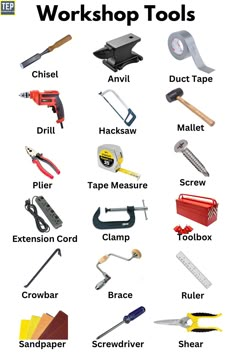 TEP
Workshop Tools
Chisel
Anvil
Duct Tape
Drill
Hacksaw
Mallet
Plier
Tape Measure
Screw
Extension Cord
Clamp
Toolbox
Crowbar
Brace
Ruler
Sandpaper
Screwdriver
Shear